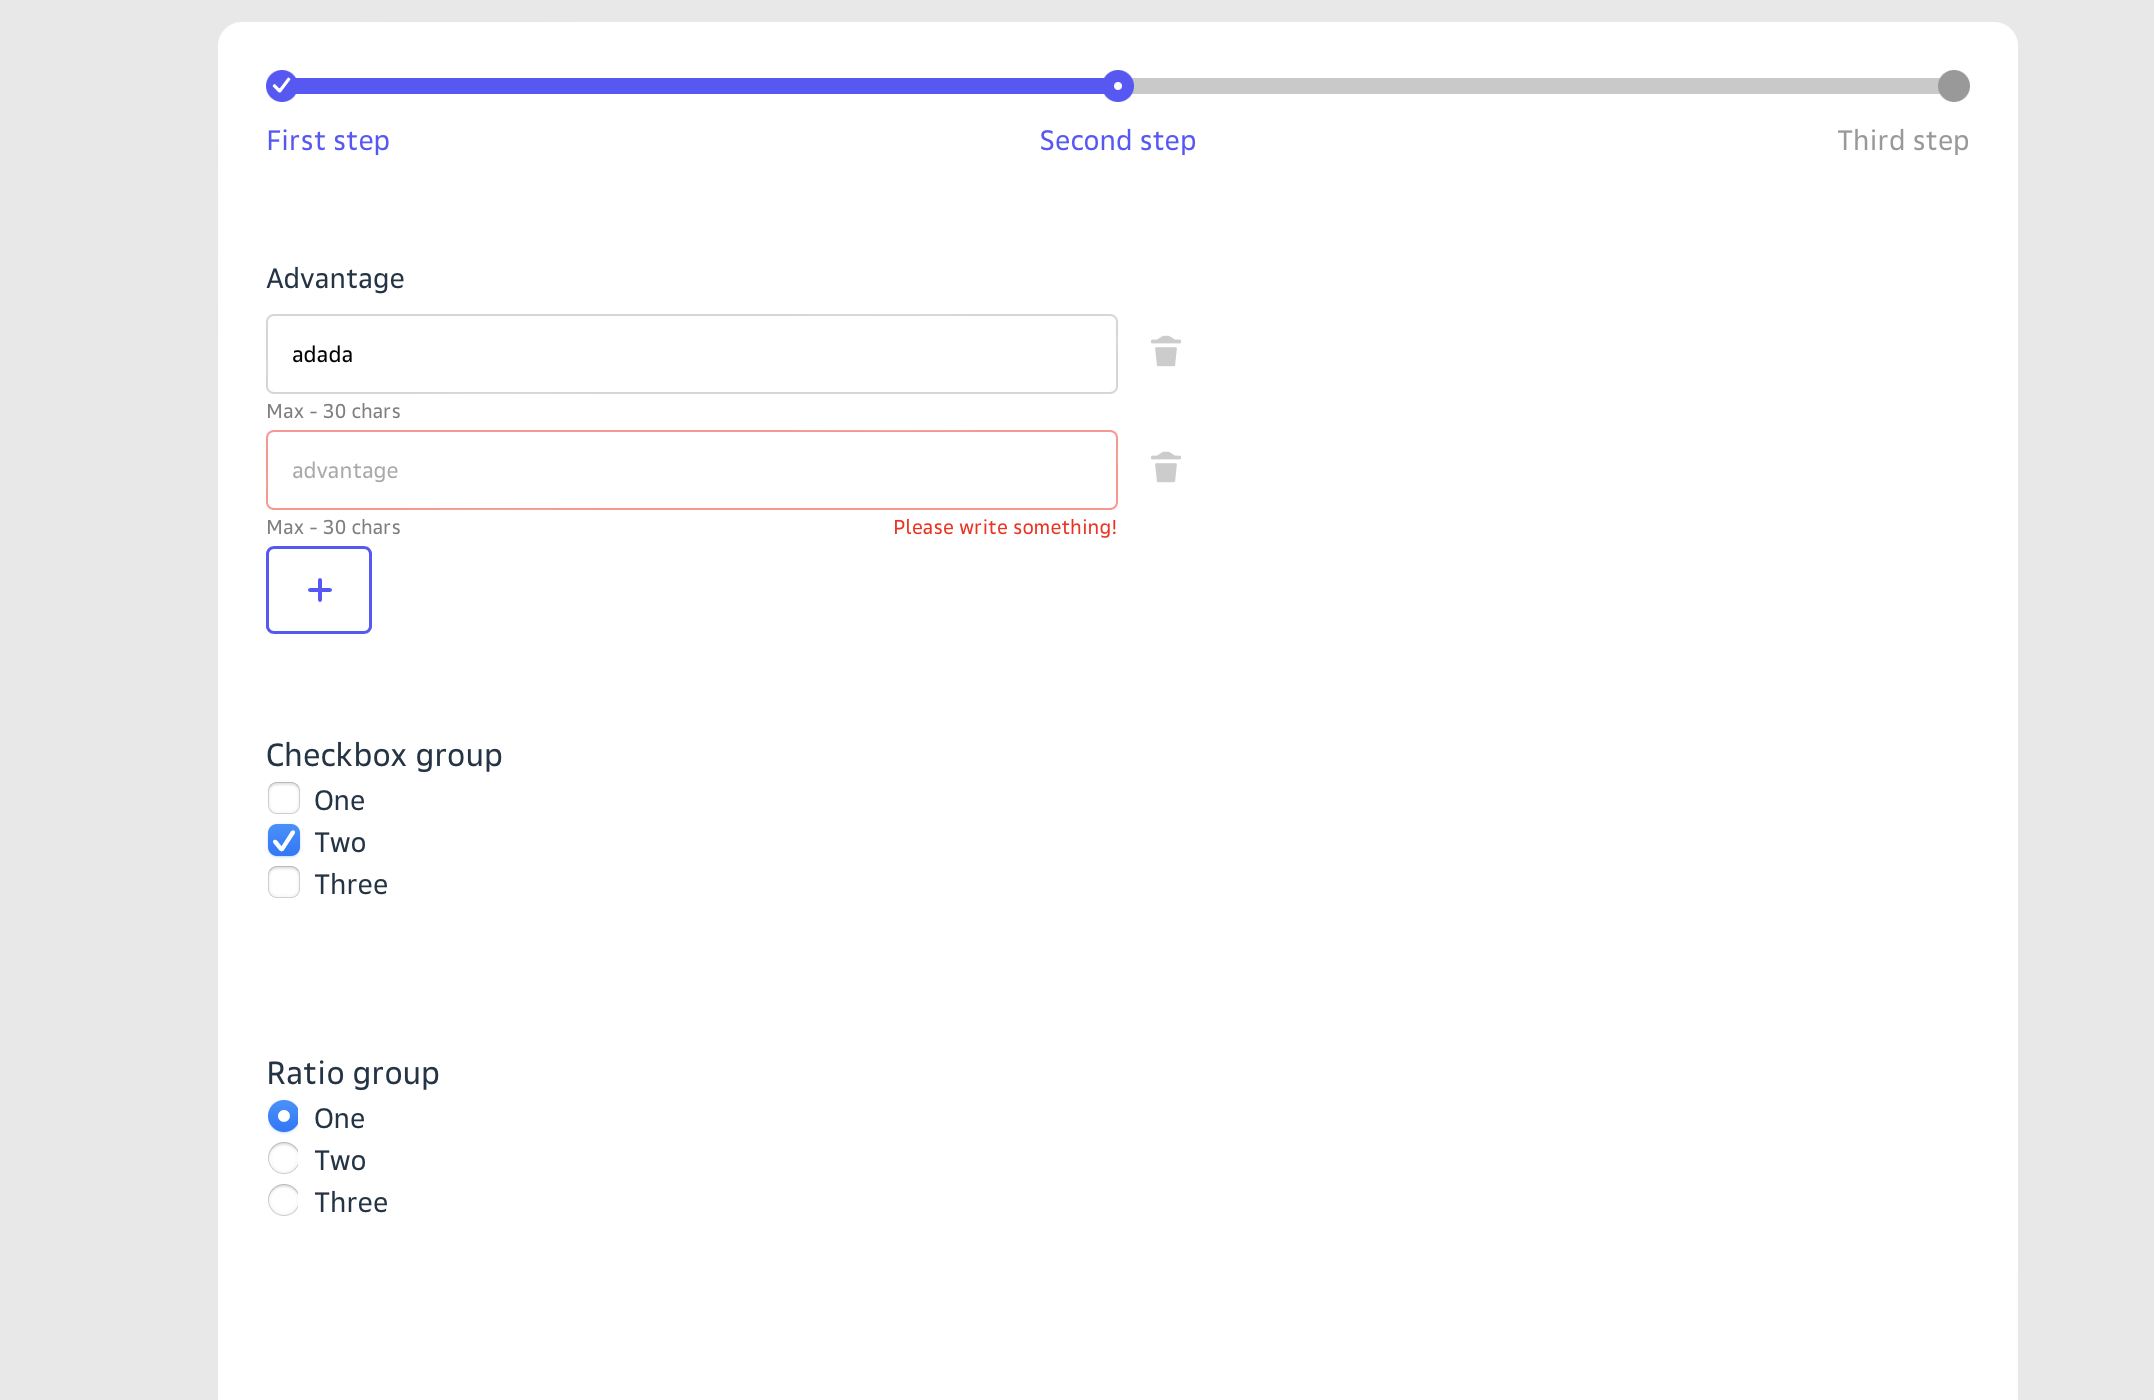 First step
Second step
Third step
Advantage
adada
Max - 30 chars
advantage
Max - 30 chars
Please write something!
+
Checkbox group
One
Two
Three
Ratio group
One
Two
Three